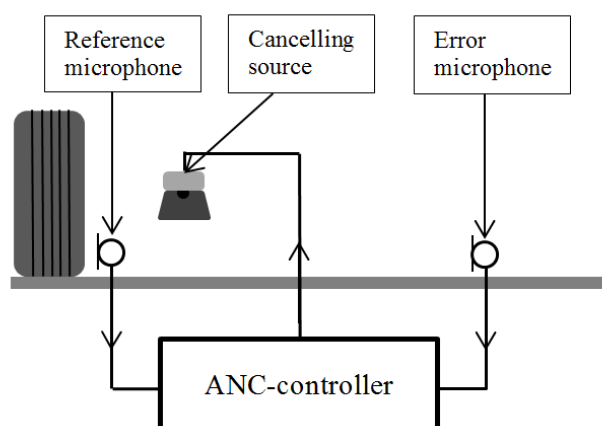 Reference
microphone
Cancelling
source
Error
microphone
ANC-controller